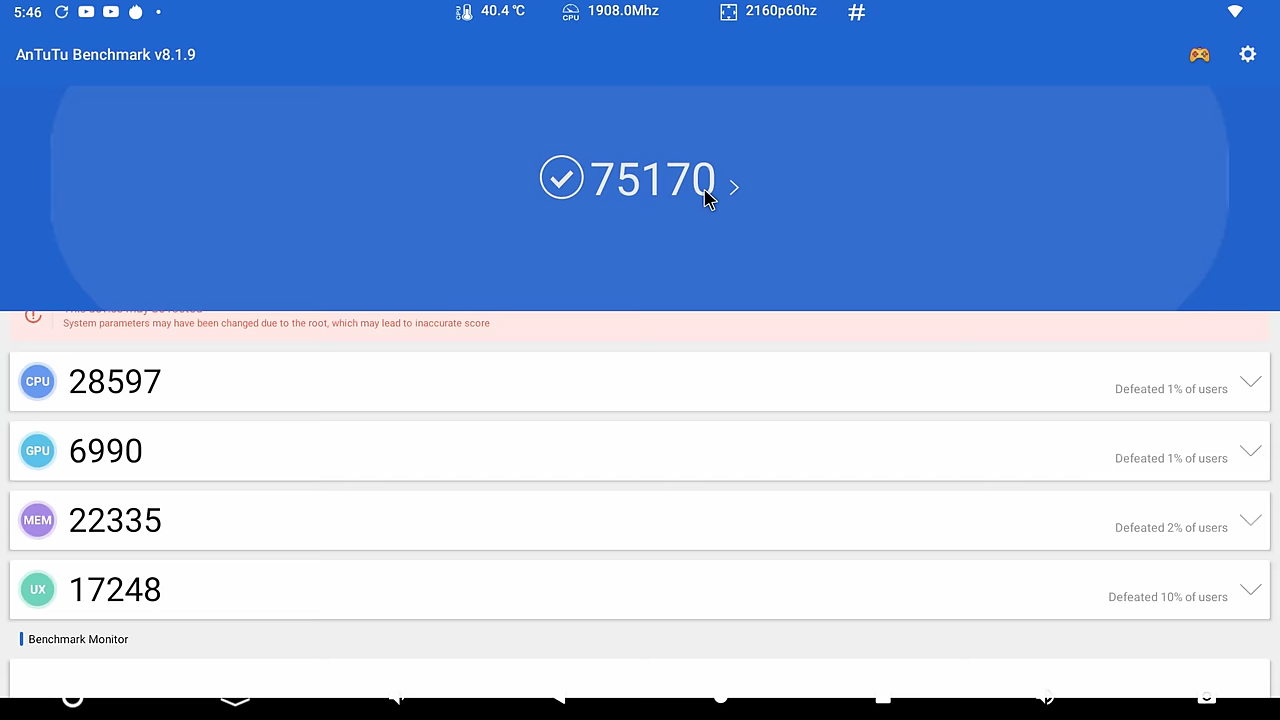 5:46 CPU 40.4 ℃ CPU 1908.0Mhz 2160p60hz #
AnTuTu Benchmark v8.1.9
75170
System parameters may have been changed due to the root, which may lead to inaccurate score
CPU 28597 Defeated 1% of users
GPU 6990 Defeated 1% of users
MEM 22335 Defeated 2% of users
UX 17248 Defeated 10% of users
Benchmark Monitor